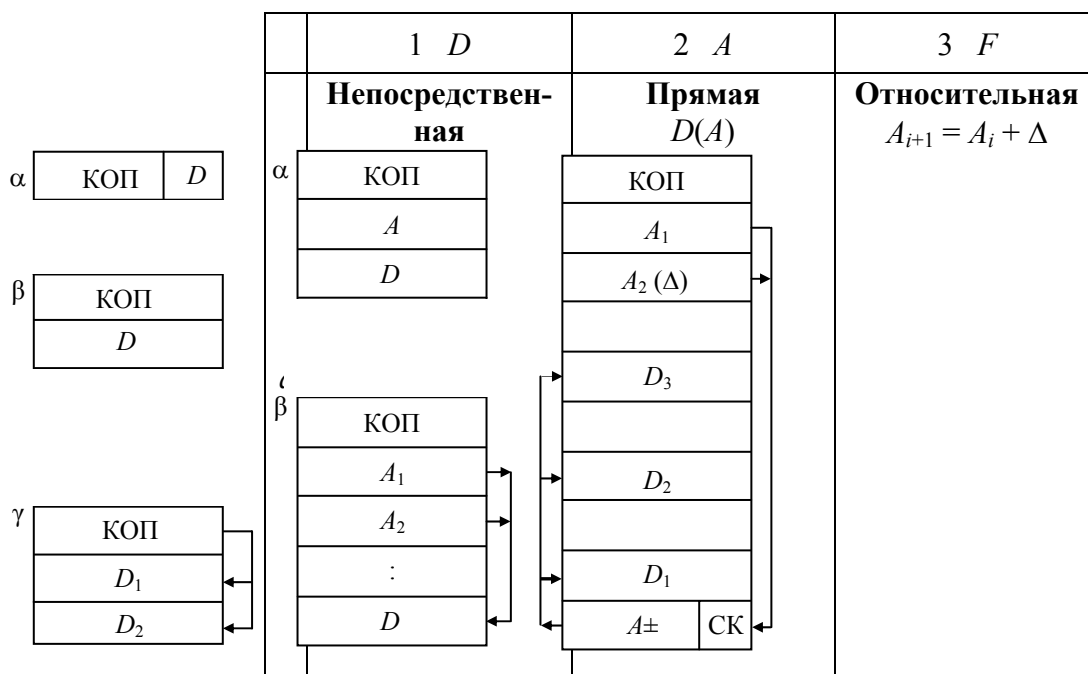 1 D
2 A
3 F
Непосредствен-
ная
Прямая
D(A)
Относительная
Aᵢ₊₁ = Aᵢ + Δ
α
КОП
D
β
КОП
D
γ
КОП
D₁
D₂
α
КОП
A
D
β
КОП
A₁
A₂
:
D
КОП
A₁
A₂ (Δ)
D₃
D₂
D₁
A±
СК